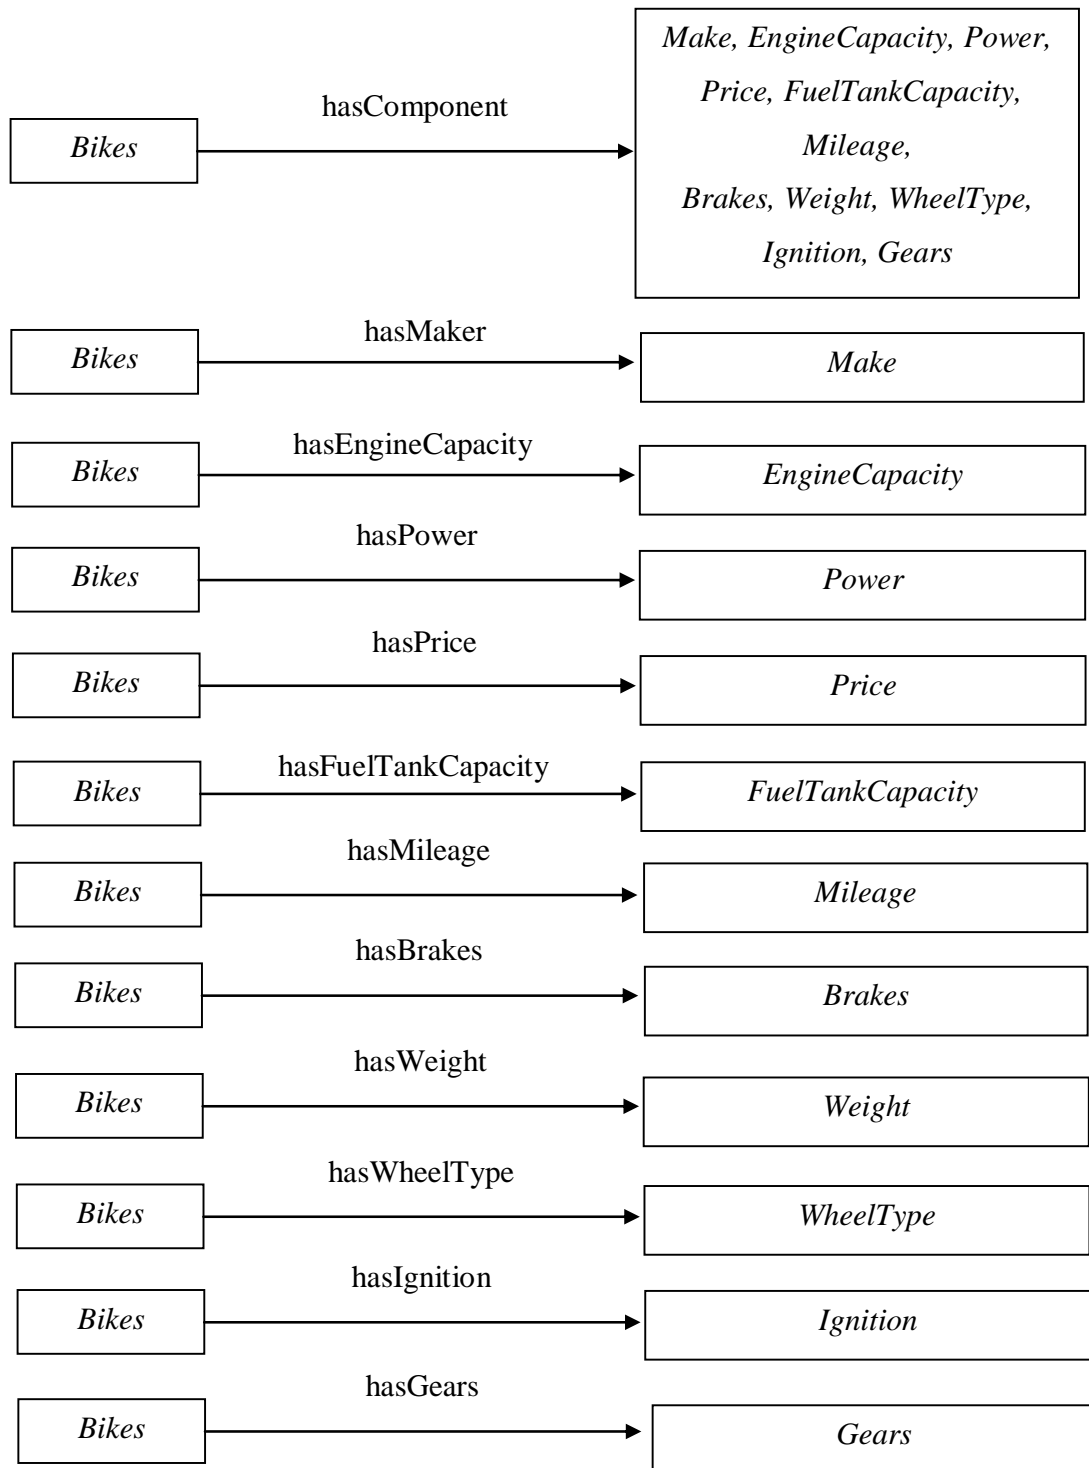 Make, EngineCapacity, Power,
Price, FuelTankCapacity,
Mileage,
Brakes, Weight, WheelType,
Ignition, Gears
hasComponent
Bikes
hasMaker
Bikes
Make
hasEngineCapacity
Bikes
EngineCapacity
hasPower
Bikes
Power
hasPrice
Bikes
Price
hasFuelTankCapacity
Bikes
FuelTankCapacity
hasMileage
Bikes
Mileage
hasBrakes
Bikes
Brakes
hasWeight
Bikes
Weight
hasWheelType
Bikes
WheelType
hasIgnition
Bikes
Ignition
hasGears
Bikes
Gears